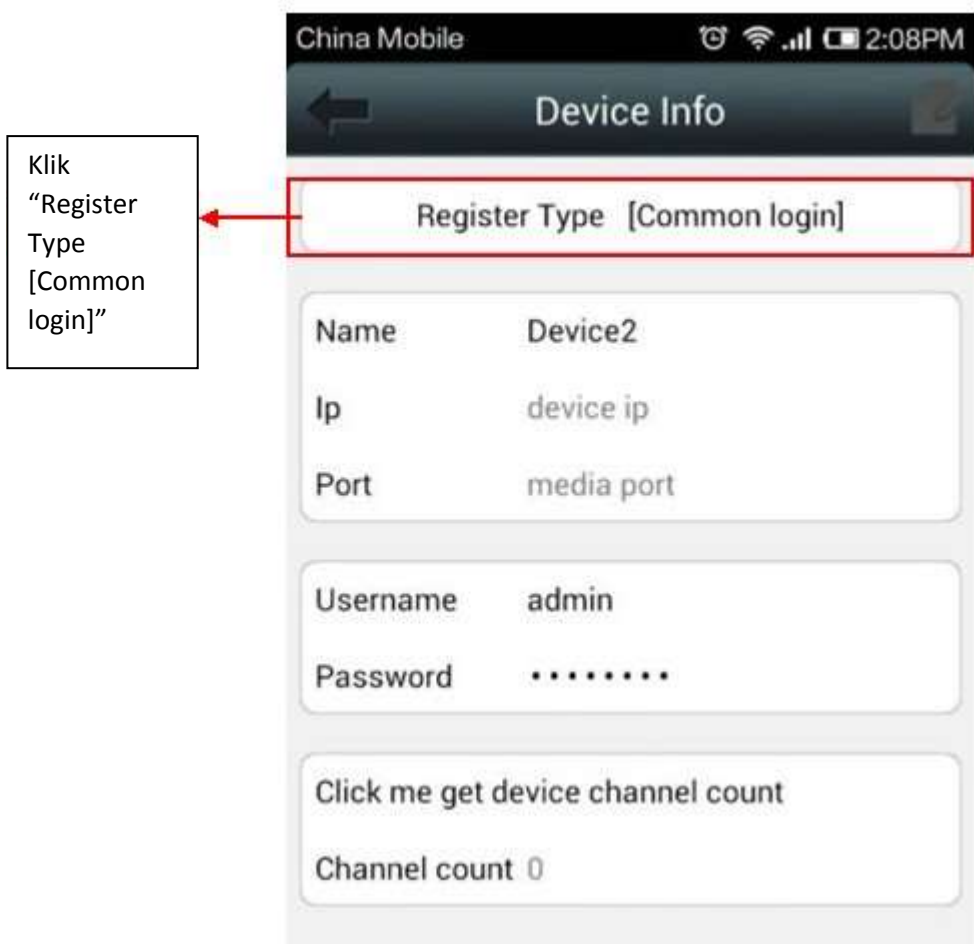 China Mobile 2:08PM
Device Info
Klik
“Register
Type
[Common
login]”
Register Type [Common login]
Name Device2
Ip device ip
Port media port
Username admin
Password ••••••••
Click me get device channel count
Channel count 0